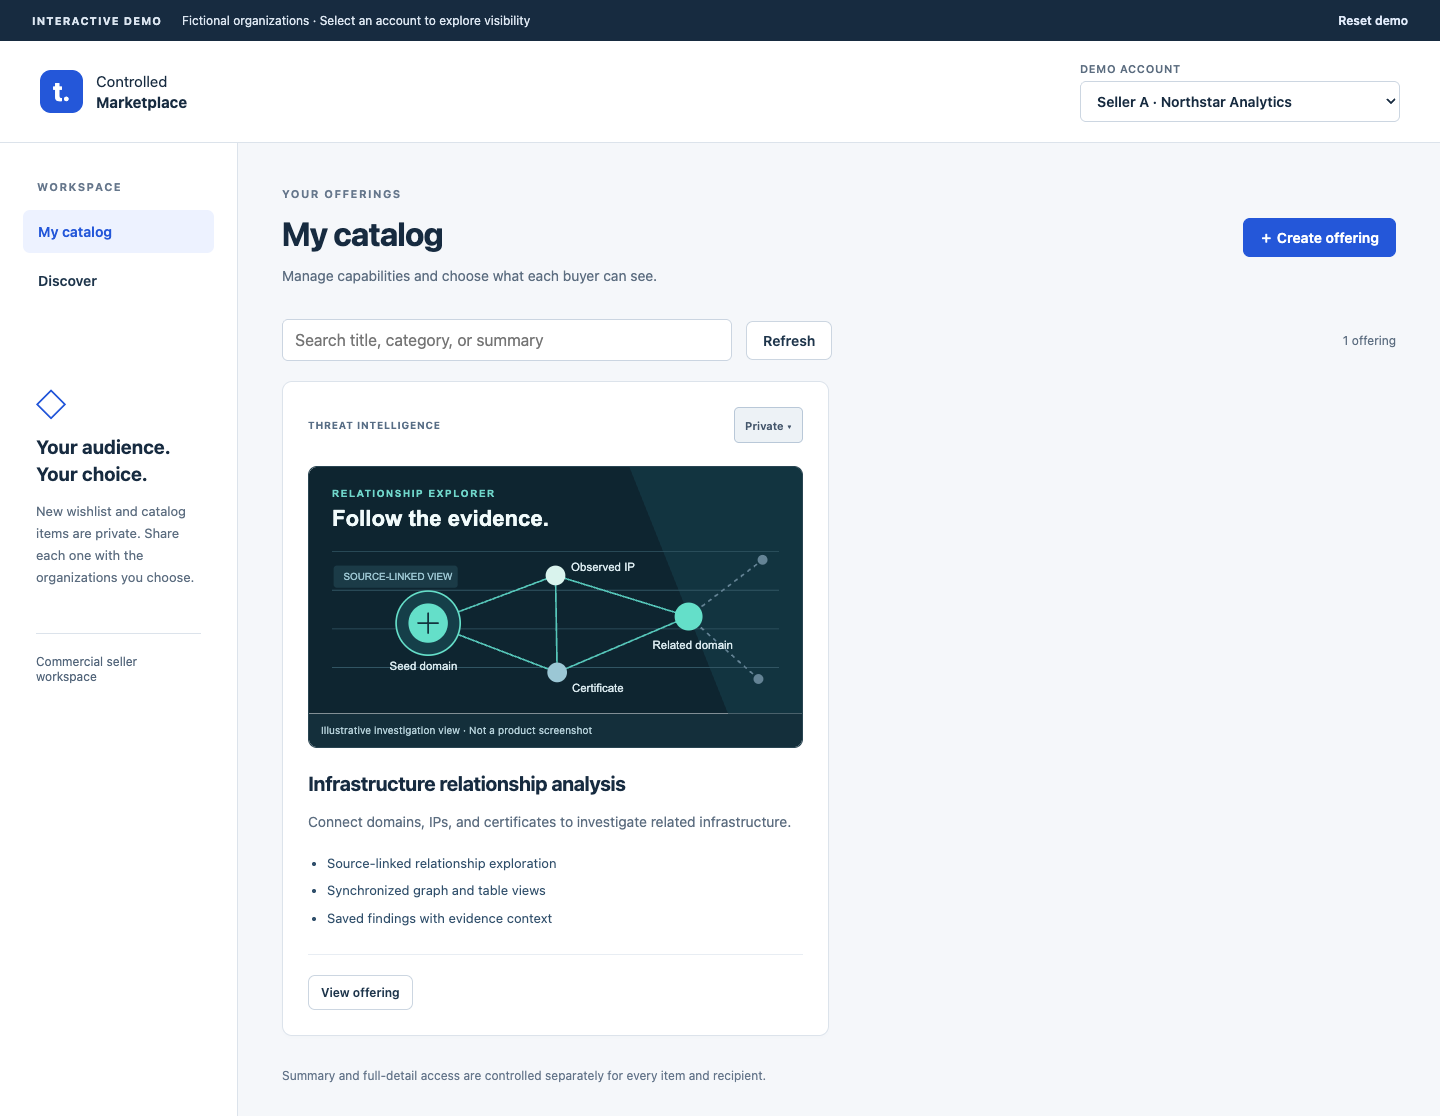 INTERACTIVE DEMO Fictional organizations · Select an account to explore visibility Reset demo
t. Controlled
Marketplace
DEMO ACCOUNT
Seller A · Northstar Analytics
WORKSPACE
My catalog
Discover
Your audience.
Your choice.
New wishlist and catalog
items are private. Share
each one with the
organizations you choose.
Commercial seller
workspace
YOUR OFFERINGS
My catalog
+ Create offering
Manage capabilities and choose what each buyer can see.
Search title, category, or summary Refresh 1 offering
THREAT INTELLIGENCE Private
RELATIONSHIP EXPLORER
Follow the evidence.
Observed IP
SOURCE-LINKED VIEW
Related domain
Seed domain
Certificate
Illustrative investigation view · Not a product screenshot
Infrastructure relationship analysis
Connect domains, IPs, and certificates to investigate related infrastructure.
• Source-linked relationship exploration
• Synchronized graph and table views
• Saved findings with evidence context
View offering
Summary and full-detail access are controlled separately for every item and recipient.